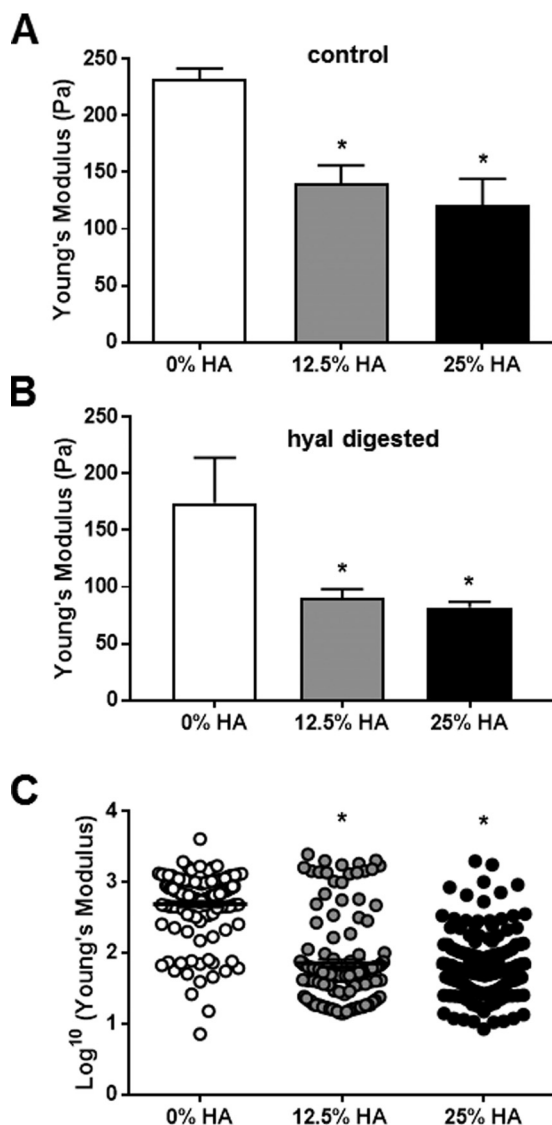 A
control
Young's Modulus (Pa)
250
200
150
100
50
0
*
*
0% HA
12.5% HA
25% HA
B
hyal digested
Young's Modulus (Pa)
250
200
150
100
50
0
*
*
0% HA
12.5% HA
25% HA
C
Log10 (Young's Modulus)
4
3
2
1
0
*
*
0% HA
12.5% HA
25% HA